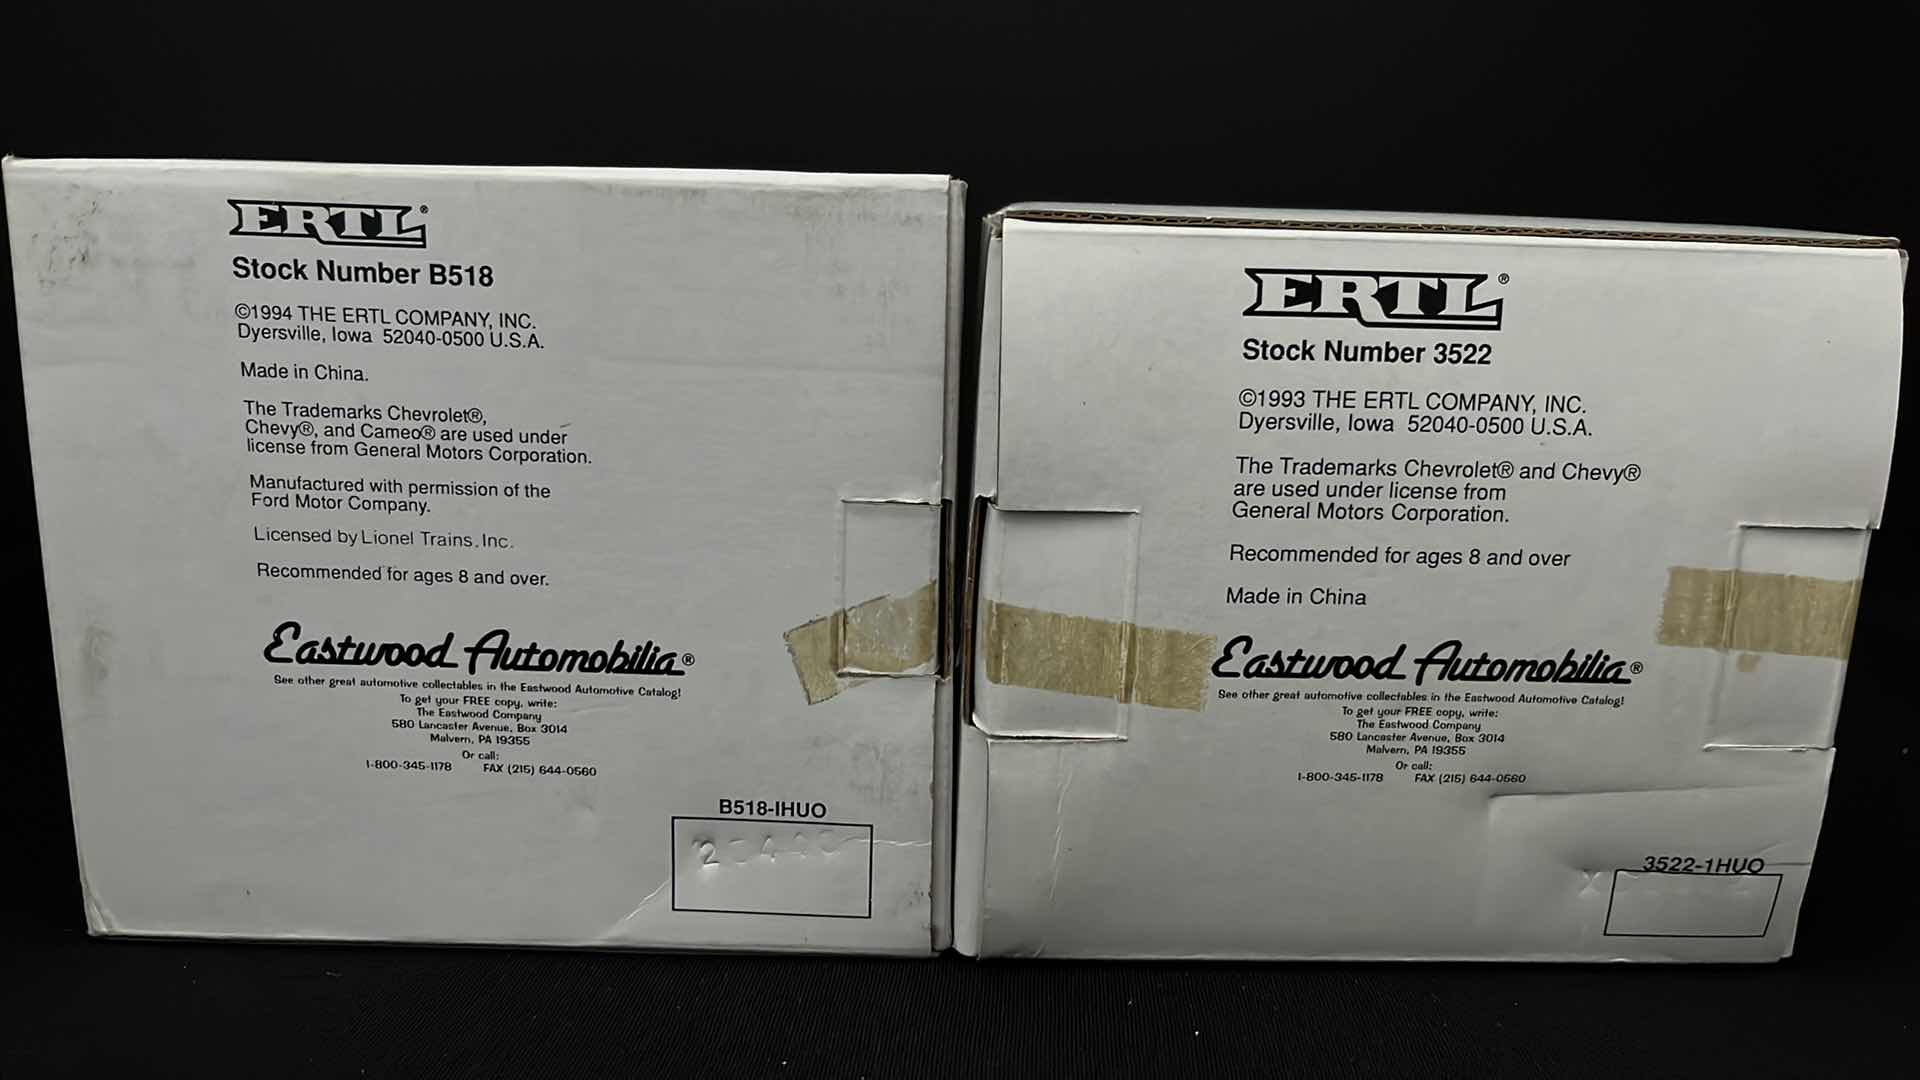 ERTL®
Stock Number B518
©1994 THE ERTL COMPANY, INC.
Dyersville, Iowa 52040-0500 U.S.A.
Made in China.
The Trademarks Chevrolet®,
Chevy®, and Cameo® are used under
license from General Motors Corporation.
Manufactured with permission of the
Ford Motor Company.
Licensed by Lionel Trains, Inc.
Recommended for ages 8 and over.
Eastwood Automobilia®
See other great automotive collectables in the Eastwood Automotive Catalog!
To get your FREE copy, write:
The Eastwood Company
580 Lancaster Avenue, Box 3014
Malvern, PA 19355
Or call:
1-800-345-1178 FAX (215) 644-0560
B518-IHUO
ERTL®
Stock Number 3522
©1993 THE ERTL COMPANY, INC.
Dyersville, Iowa 52040-0500 U.S.A.
The Trademarks Chevrolet® and Chevy®
are used under license from
General Motors Corporation.
Recommended for ages 8 and over
Made in China
Eastwood Automobilia®
See other great automotive collectables in the Eastwood Automotive Catalog!
To get your FREE copy, write:
The Eastwood Company
580 Lancaster Avenue, Box 3014
Malvern, PA 19355
Or call:
1-800-345-1178 FAX (215) 644-0560
3522-1HUO